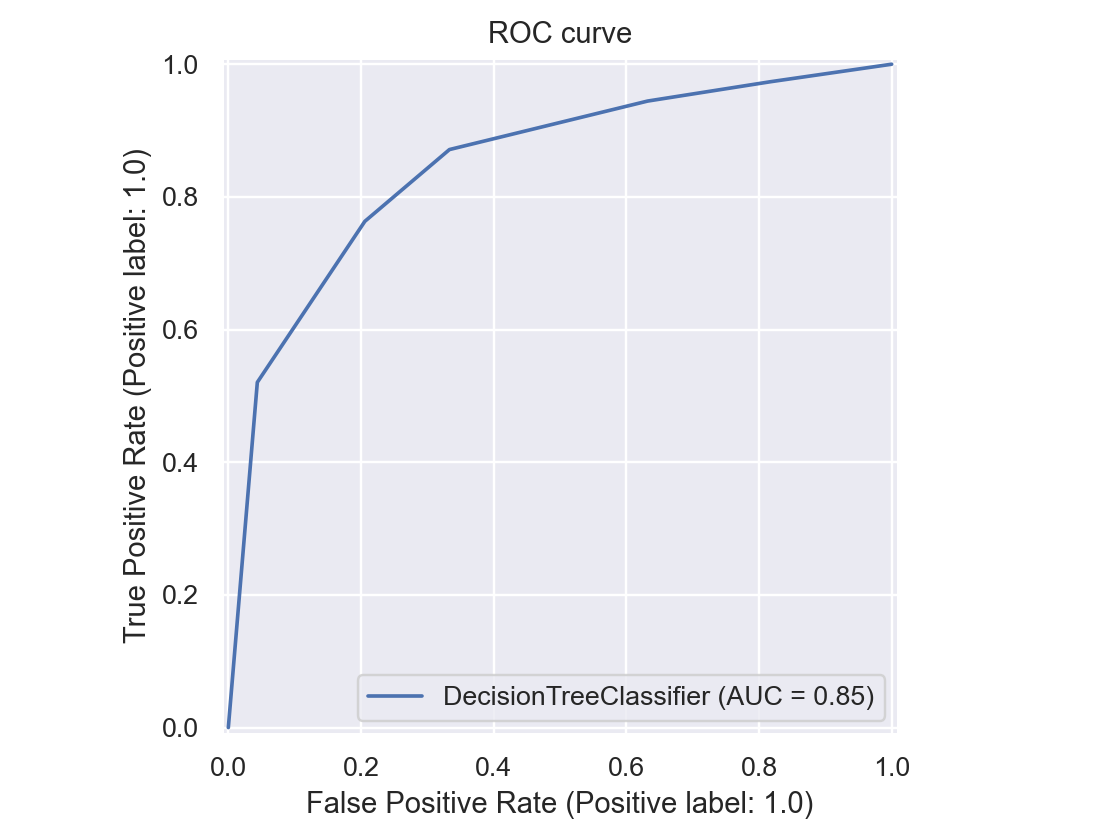 ROC curve
1.0
0.8
0.6
0.4
0.2
0.0
True Positive Rate (Positive label: 1.0)
DecisionTreeClassifier (AUC = 0.85)
0.0 0.2 0.4 0.6 0.8 1.0
False Positive Rate (Positive label: 1.0)